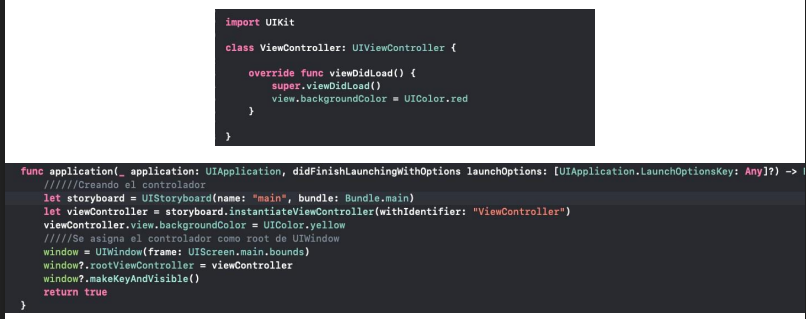 import UIKit
class ViewController: UIViewController {
override func viewDidLoad() {
super.viewDidLoad()
view.backgroundColor = UIColor.red
}
}
func application(_ application: UIApplication, didFinishLaunchingWithOptions launchOptions: [UIApplication.LaunchOptionsKey: Any]?) ->
//////Creando el controlador
let storyboard = UIStoryboard(name: "main", bundle: Bundle.main)
let viewController = storyboard.instantiateViewController(withIdentifier: "ViewController")
viewController.view.backgroundColor = UIColor.yellow
/////Se asigna el controlador como root de UIWindow
window = UIWindow(frame: UIScreen.main.bounds)
window?.rootViewController = viewController
window?.makeKeyAndVisible()
return true
}